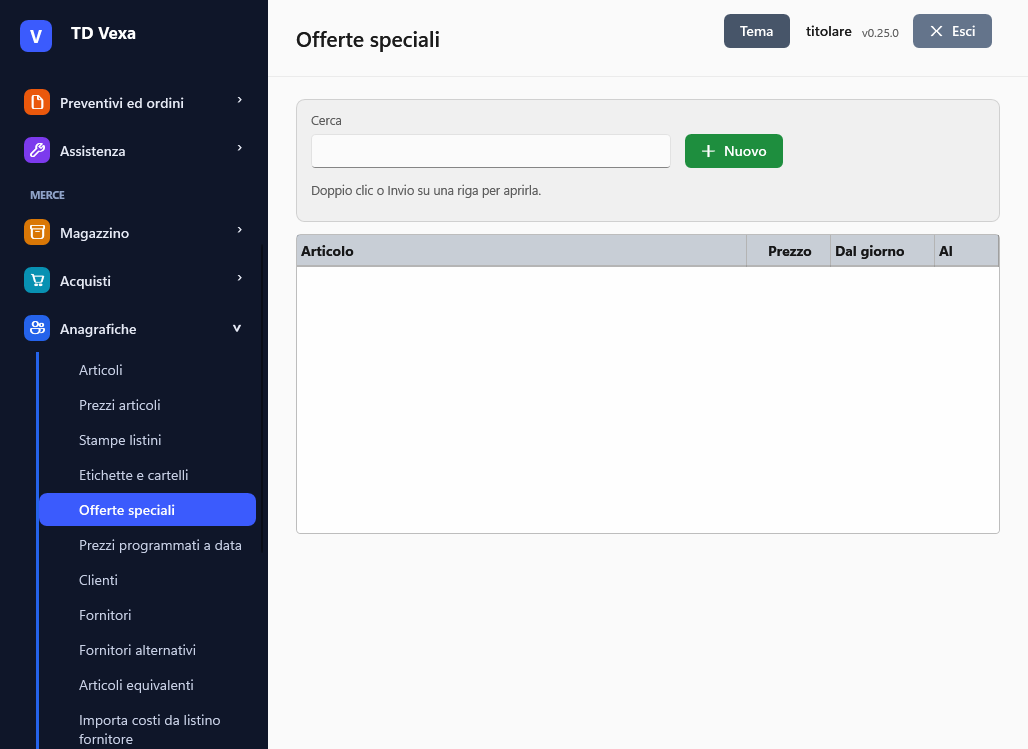 V
TD Vexa
Preventivi ed ordini
Assistenza
MERCE
Magazzino
Acquisti
Anagrafiche
Articoli
Prezzi articoli
Stampe listini
Etichette e cartelli
Offerte speciali
Prezzi programmati a data
Clienti
Fornitori
Fornitori alternativi
Articoli equivalenti
Importa costi da listino
fornitore
Offerte speciali
Tema
titolare v0.25.0
Esci
Cerca
Nuovo
Doppio clic o Invio su una riga per aprirla.
Articolo Prezzo Dal giorno Al